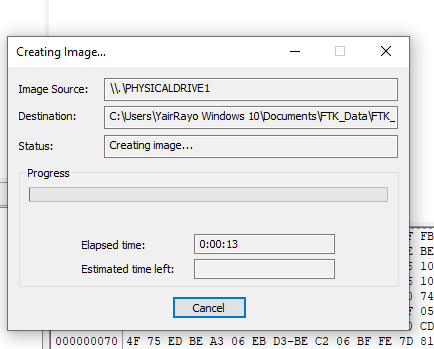 Creating Image...
Image Source: \\.\PHYSICALDRIVE1
Destination: C:\Users\YairRayo Windows 10\Documents\FTK_Data\FTK_
Status: Creating image...
Progress
Elapsed time: 0:00:13
Estimated time left:
Cancel
F FB
E BE
6 10
6 10
0 74
F 05
0 CD
000000070 4F 75 ED BE A3 06 EB D3-BE C2 06 BF FE 7D 81